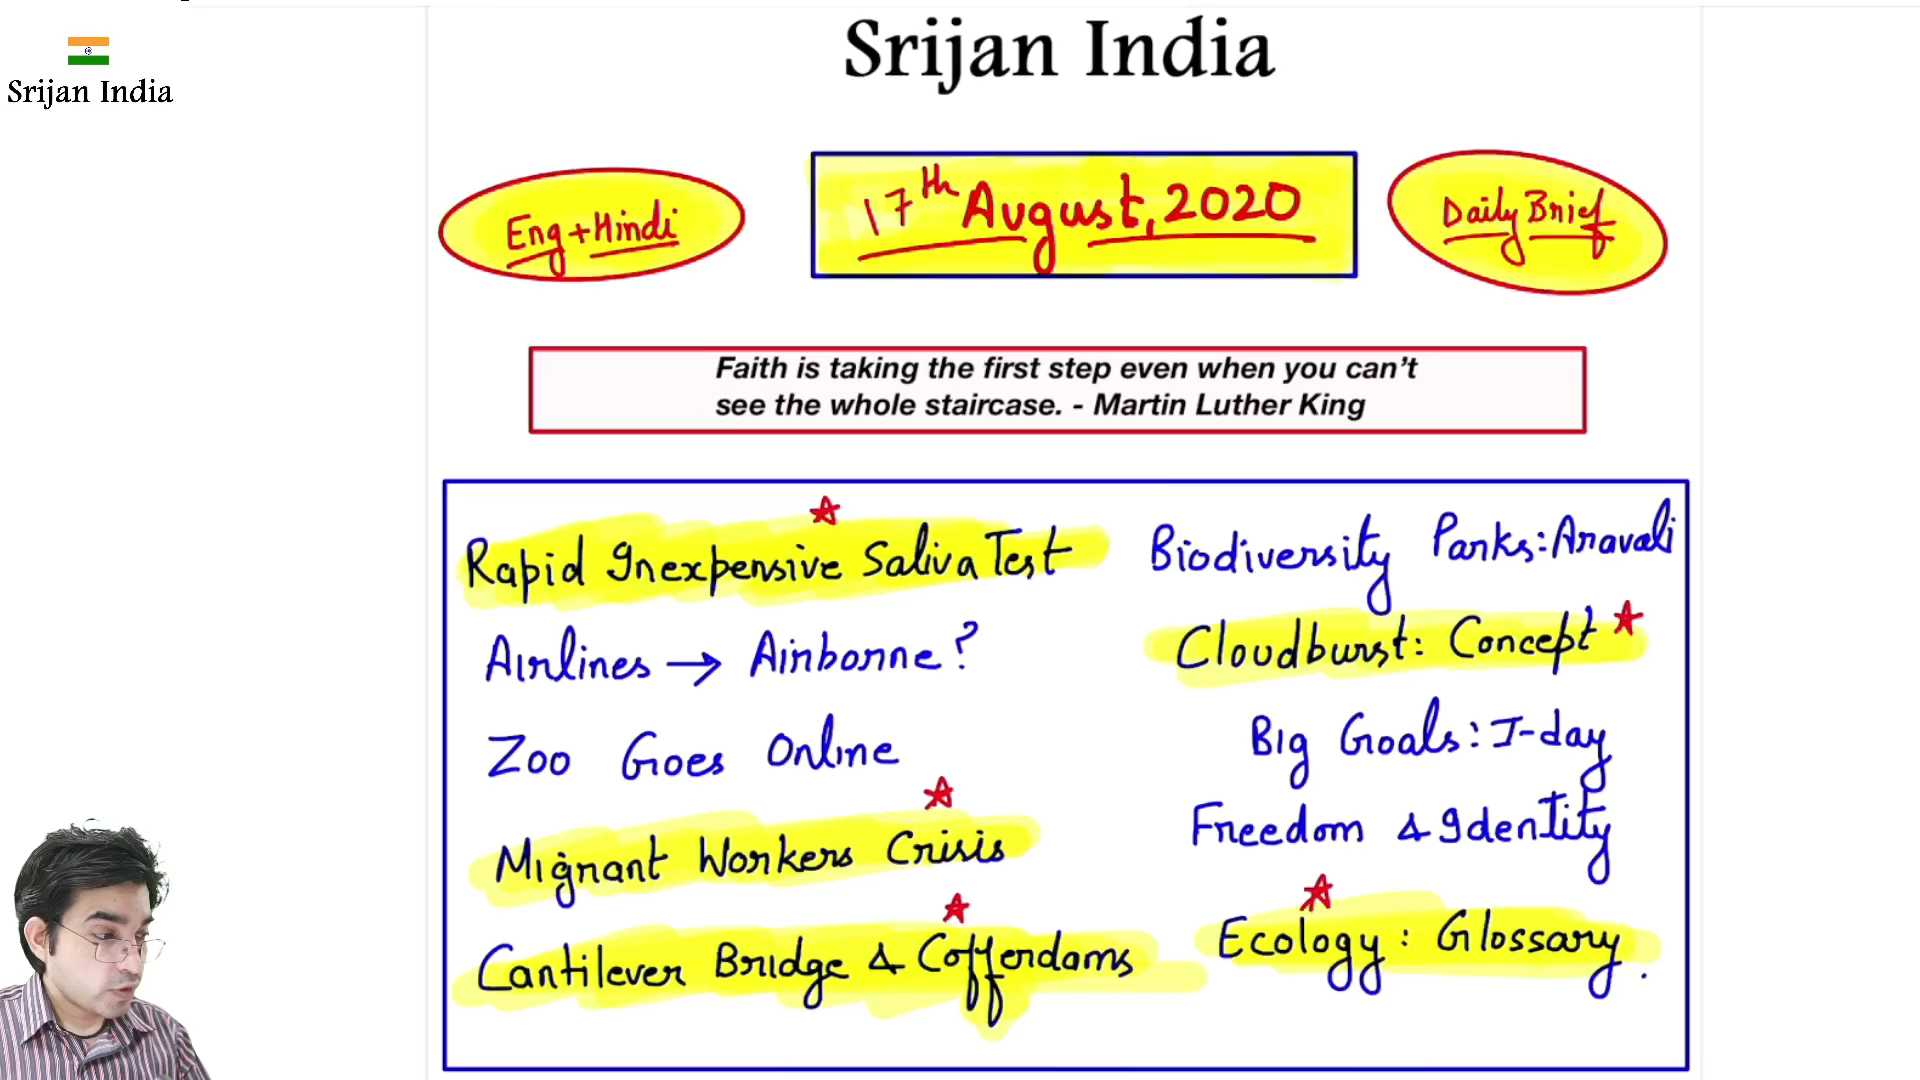 Srijan India
Srijan India
Eng+Hindi
17th August, 2020
Daily Brief
Faith is taking the first step even when you can't
see the whole staircase. - Martin Luther King
Rapid Inexpensive Saliva Test
Airlines → Airborne?
Zoo Goes Online
Migrant Workers Crisis
Cantilever Bridge & Cofferdams
Biodiversity Parks: Aravali
Cloudburst: Concept
Big Goals: I-day
Freedom & Identity
Ecology: Glossary.